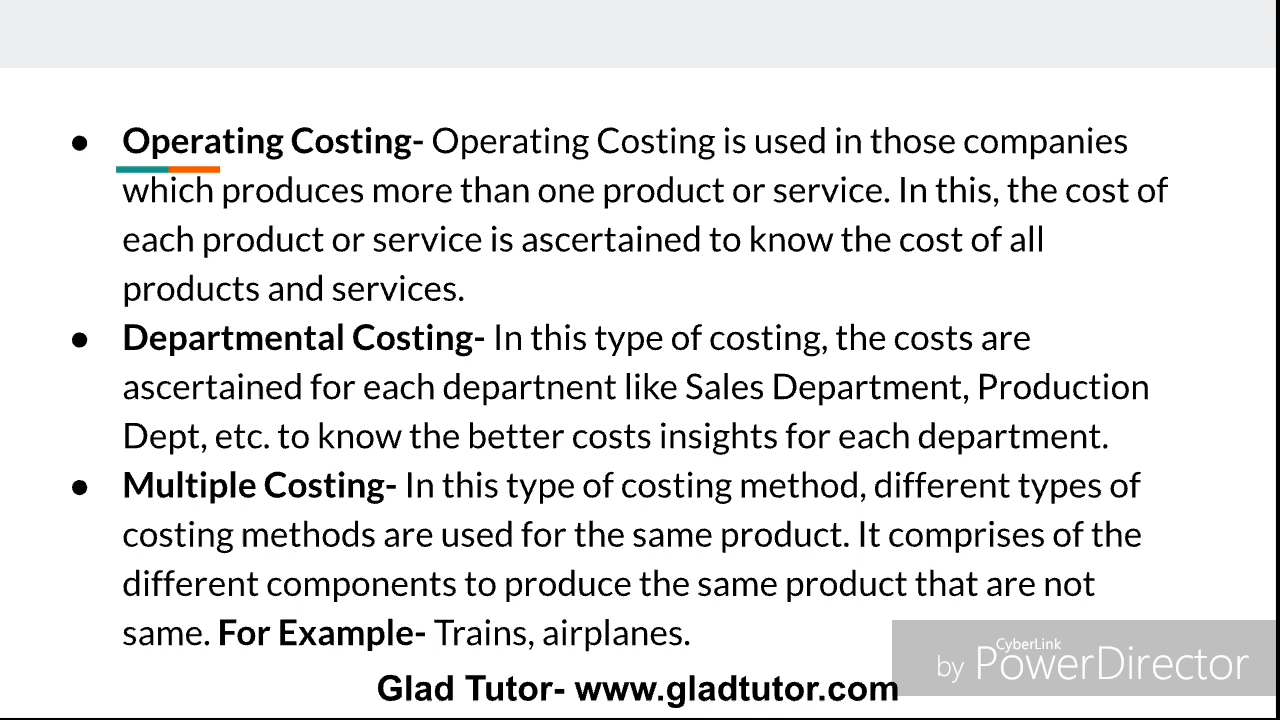 ● Operating Costing- Operating Costing is used in those companies
which produces more than one product or service. In this, the cost of
each product or service is ascertained to know the cost of all
products and services.
● Departmental Costing- In this type of costing, the costs are
ascertained for each departnent like Sales Department, Production
Dept, etc. to know the better costs insights for each department.
● Multiple Costing- In this type of costing method, different types of
costing methods are used for the same product. It comprises of the
different components to produce the same product that are not
same. For Example- Trains, airplanes.
by CyberLink PowerDirector
Glad Tutor- www.gladtutor.com